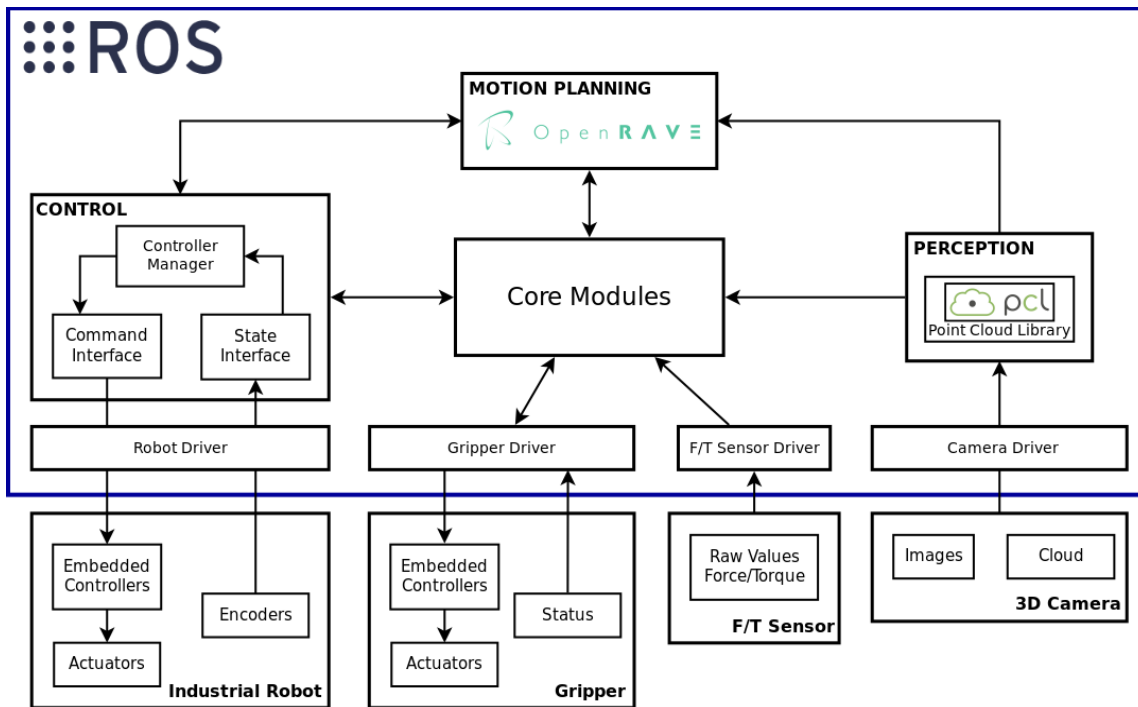 ROS
MOTION PLANNING
OpenRAVE
CONTROL
Controller
Manager
Command
Interface
State
Interface
Core Modules
PERCEPTION
pcl
Point Cloud Library
Robot Driver
Gripper Driver
F/T Sensor Driver
Camera Driver
Embedded
Controllers
Encoders
Actuators
Industrial Robot
Embedded
Controllers
Status
Actuators
Gripper
Raw Values
Force/Torque
F/T Sensor
Images
Cloud
3D Camera